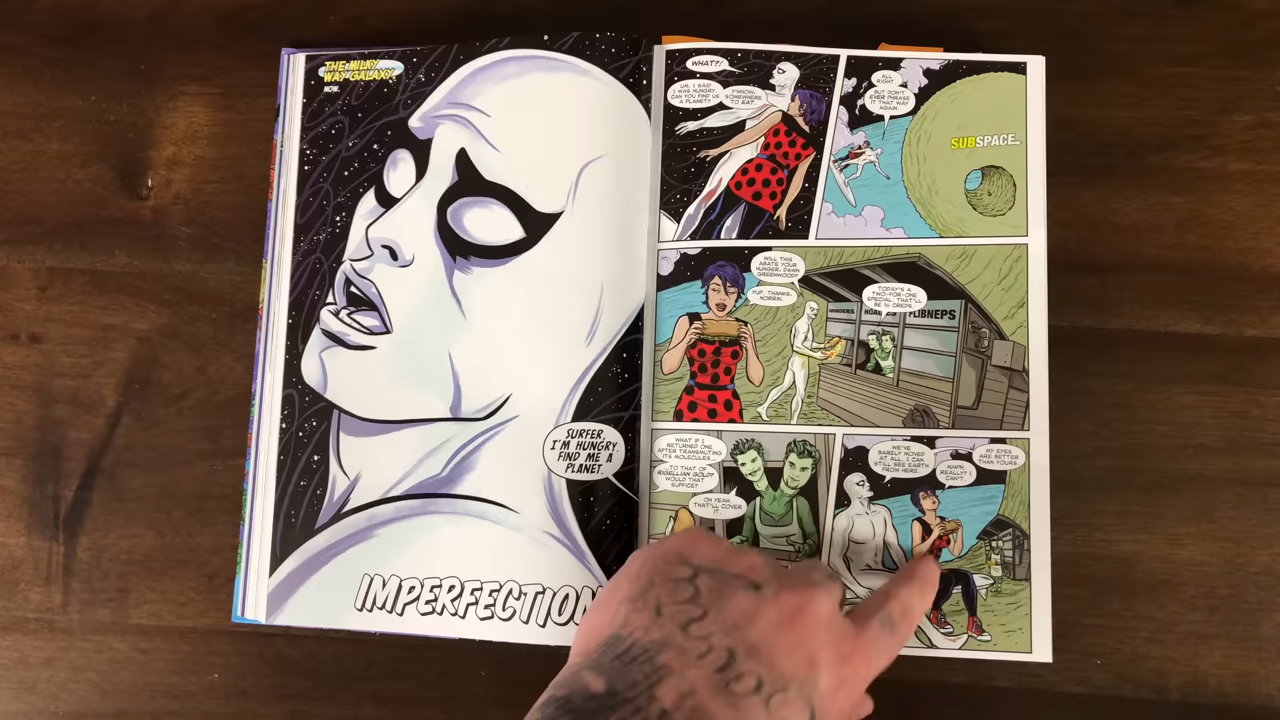 THE MILKY
WAY GALAXY.
NOW.
SURFER,
I'M HUNGRY.
FIND ME A
PLANET.
IMPERFECTION
WHAT?!
UM, I SAID
I WAS HUNGRY.
CAN YOU FIND US
A PLANET?
Y'KNOW,
SOMEWHERE
TO EAT.
ALL
RIGHT.
BUT DON'T
EVER PHRASE
IT THAT WAY
AGAIN.
SUBSPACE
WILL THIS
ABATE YOUR
HUNGER, DAWN
GREENWOOD?
YUP. THANKS,
NORRIN.
TODAY'S A
TWO-FOR-ONE
SPECIAL. THAT'LL
CREDS.
FLIBNEPS
WHAT IF I
RETURNED ONE
AFTER TRANSMUTING
ITS MOLECULES...
TO THAT OF
RIGELLIAN GOLD?
WOULD THAT
SUFFICE?
OH YEAH.
THAT'LL COVER
IT.
WE'VE
BARELY MOVED
AT ALL. I CAN
STILL SEE EARTH
FROM HERE.
MMPH.
REALLY? I
CAN'T.
MY EYES
ARE BETTER
THAN YOURS.